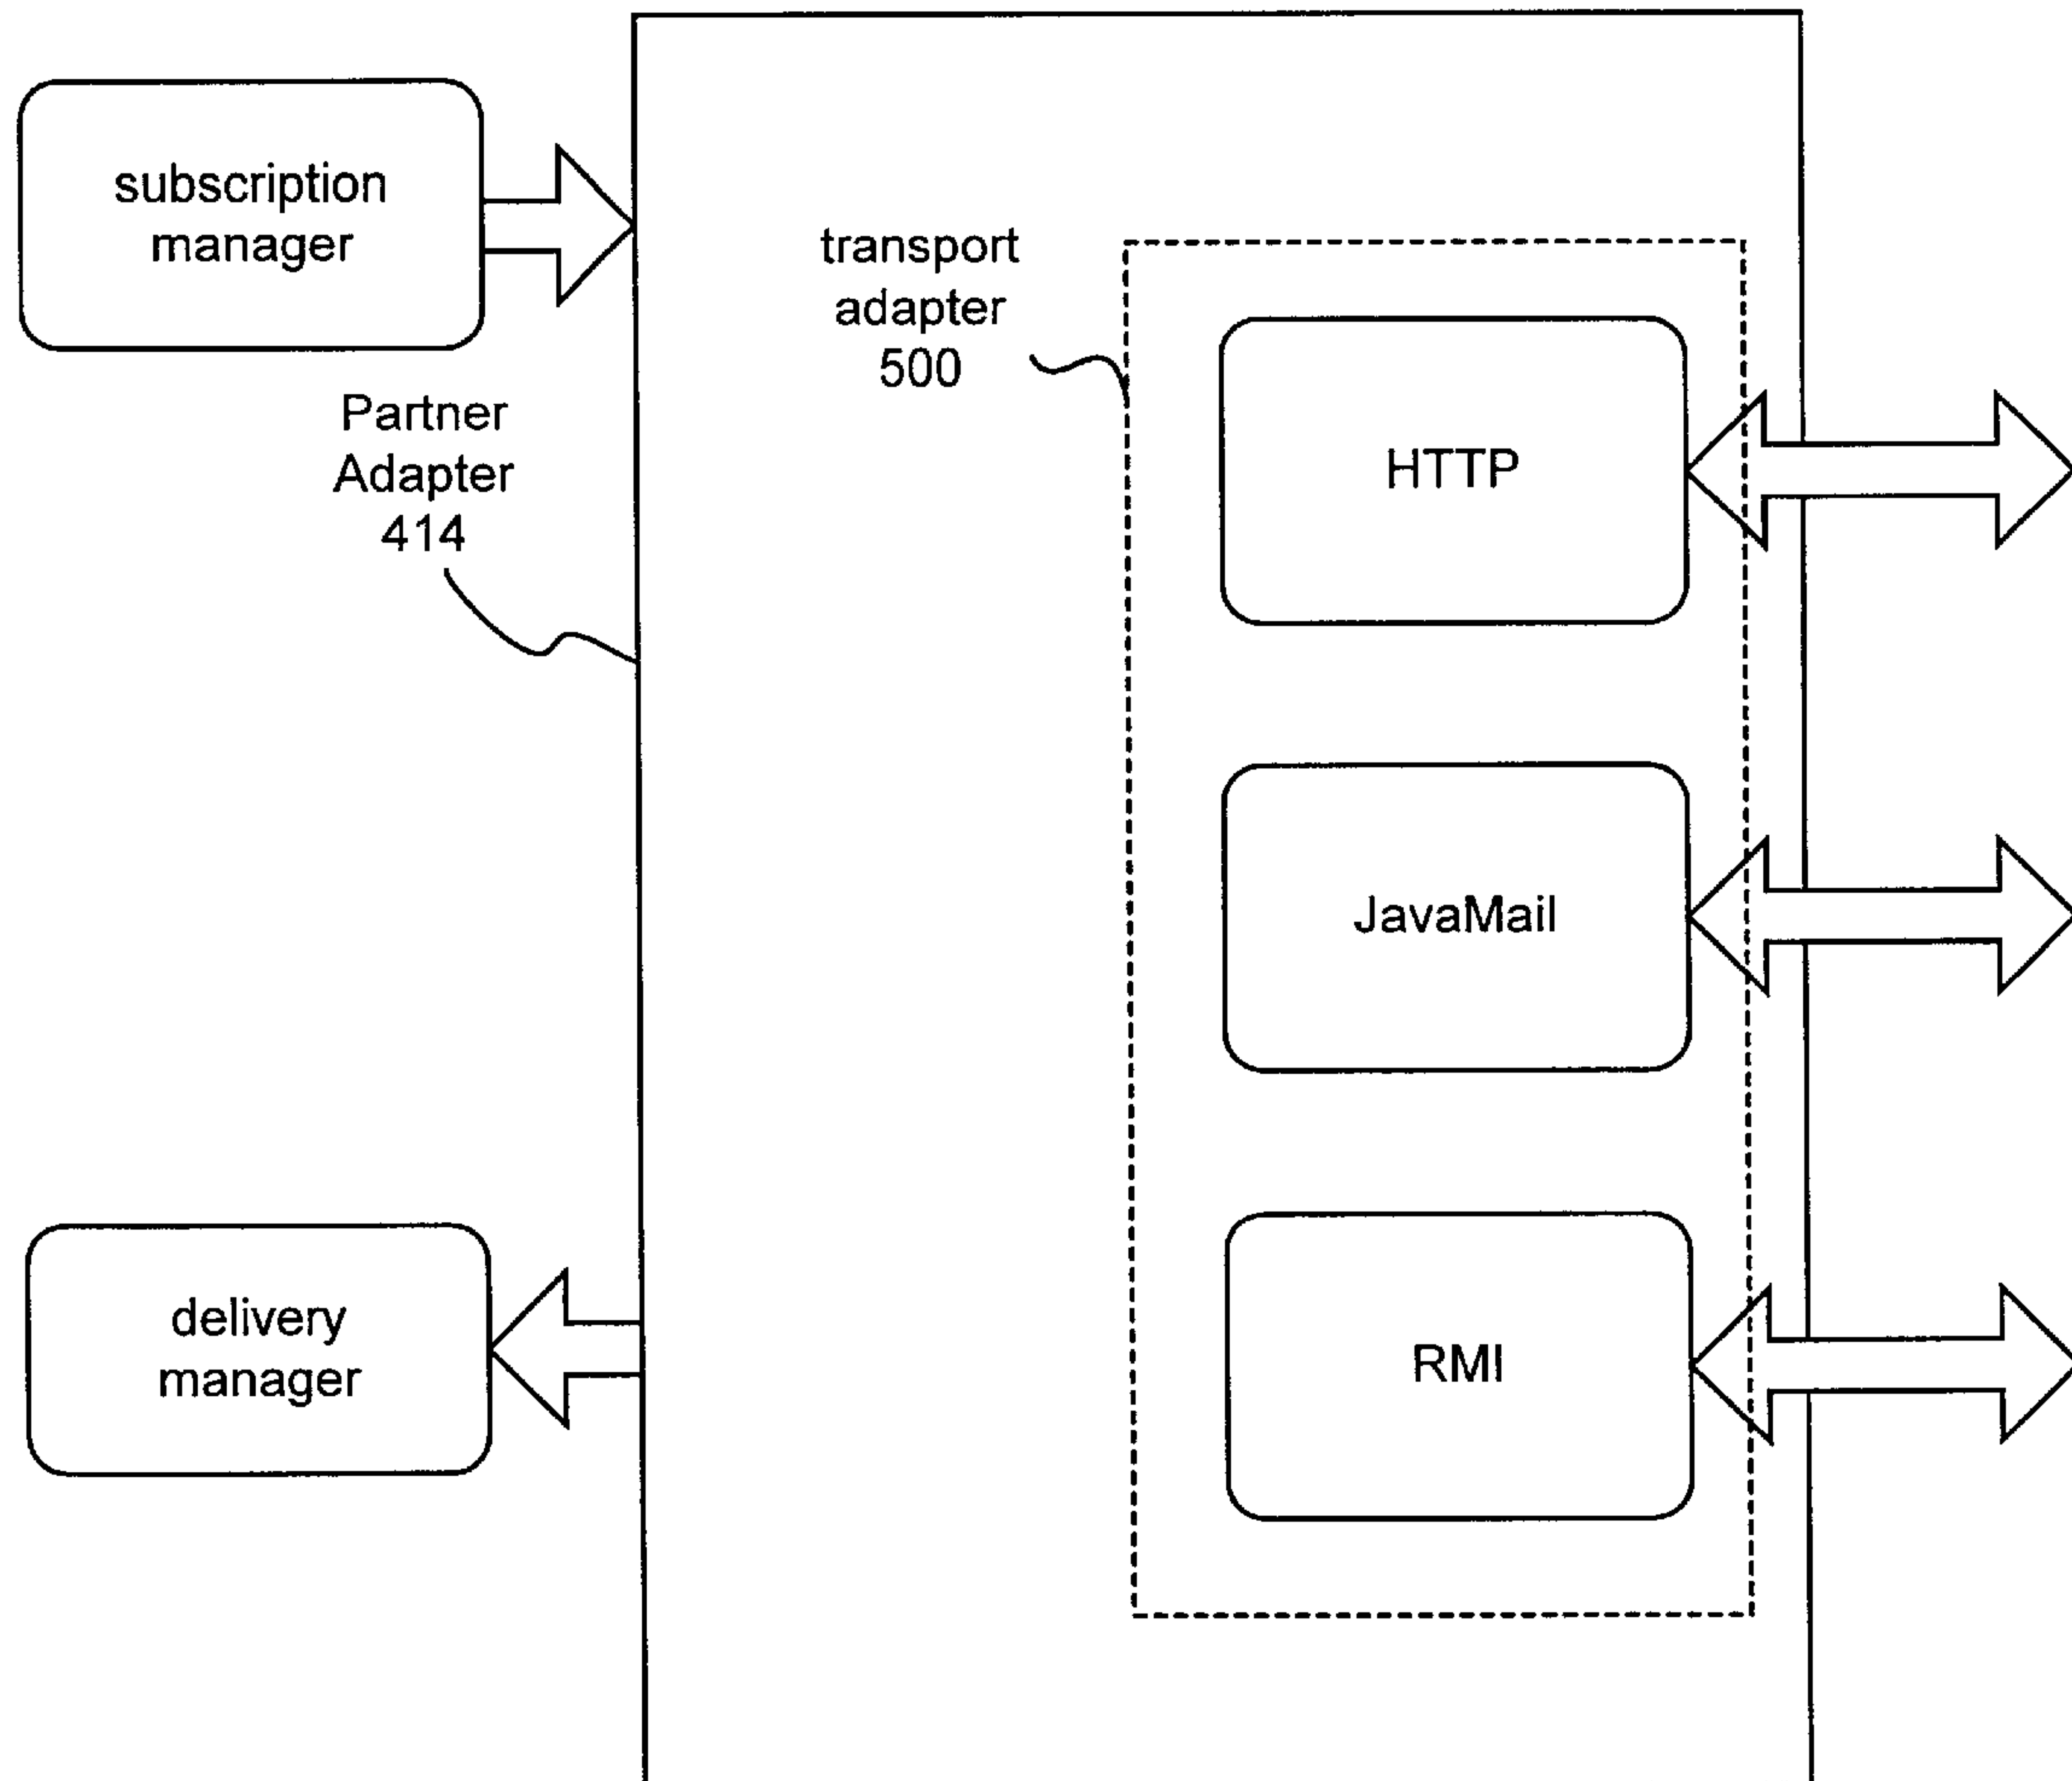 subscription
manager
transport
adapter
500
Partner
Adapter
414
HTTP
JavaMail
delivery
manager
RMI